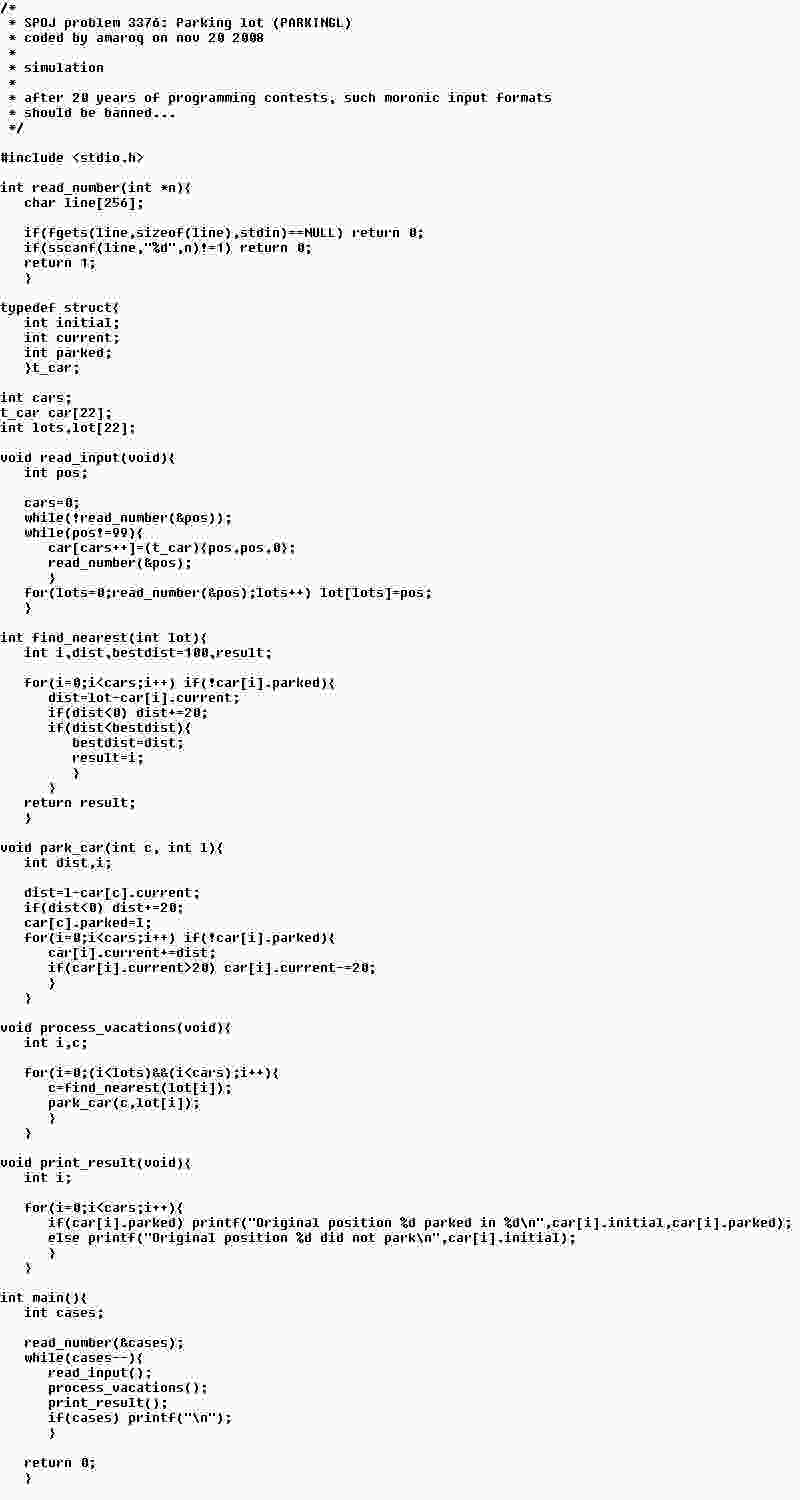 /*
 * SPOJ problem 3376: Parking lot (PARKINGL)
 * coded by amaroq on nov 20 2008
 *
 * simulation
 *
 * after 20 years of programming contests, such moronic input formats
 * should be banned...
 */

#include <stdio.h>

int read_number(int *n){
   char line[256];

   if(fgets(line,sizeof(line),stdin)==NULL) return 0;
   if(sscanf(line,"%d",n)!=1) return 0;
   return 1;
   }

typedef struct{
   int initial;
   int current;
   int parked;
   }t_car;

int cars;
t_car car[22];
int lots,lot[22];

void read_input(void){
   int pos;

   cars=0;
   while(!read_number(&pos));
   while(pos!=99){
      car[cars++]=(t_car){pos,pos,0};
      read_number(&pos);
      }
   for(lots=0;read_number(&pos);lots++) lot[lots]=pos;
   }

int find_nearest(int lot){
   int i,dist,bestdist=100,result;

   for(i=0;i<cars;i++) if(!car[i].parked){
      dist=lot-car[i].current;
      if(dist<0) dist+=20;
      if(dist<bestdist){
         bestdist=dist;
         result=i;
         }
      }
   return result;
   }

void park_car(int c, int l){
   int dist,i;

   dist=l-car[c].current;
   if(dist<0) dist+=20;
   car[c].parked=l;
   for(i=0;i<cars;i++) if(!car[i].parked){
      car[i].current+=dist;
      if(car[i].current>20) car[i].current-=20;
      }
   }

void process_vacations(void){
   int i,c;

   for(i=0;(i<lots)&&(i<cars);i++){
      c=find_nearest(lot[i]);
      park_car(c,lot[i]);
      }
   }

void print_result(void){
   int i;

   for(i=0;i<cars;i++){
      if(car[i].parked) printf("Original position %d parked in %d\n",car[i].initial,car[i].parked);
      else printf("Original position %d did not park\n",car[i].initial);
      }
   }

int main(){
   int cases;

   read_number(&cases);
   while(cases--){
      read_input();
      process_vacations();
      print_result();
      if(cases) printf("\n");
      }

   return 0;
   }